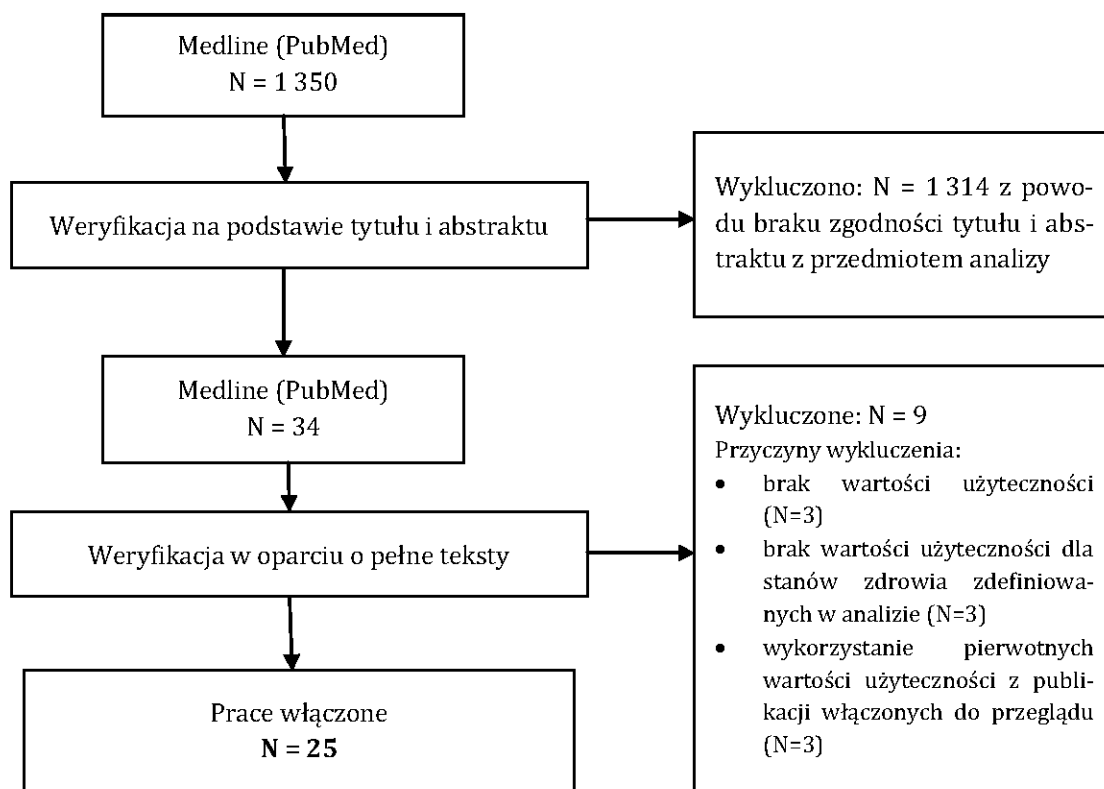 Medline (PubMed)
N = 1 350
Weryfikacja na podstawie tytułu i abstraktu
Wykluczono: N = 1 314 z powo-
du braku zgodności tytułu i abs-
traktu z przedmiotem analizy
Medline (PubMed)
N = 34
Weryfikacja w oparciu o pełne teksty
Wykluczone: N = 9
Przyczyny wykluczenia:
• brak wartości użyteczności
(N=3)
• brak wartości użyteczności dla
stanów zdrowia zdefiniowa-
nych w analizie (N=3)
• wykorzystanie pierwotnych
wartości użyteczności z publi-
kacji włączonych do przeglądu
(N=3)
Prace włączone
N = 25